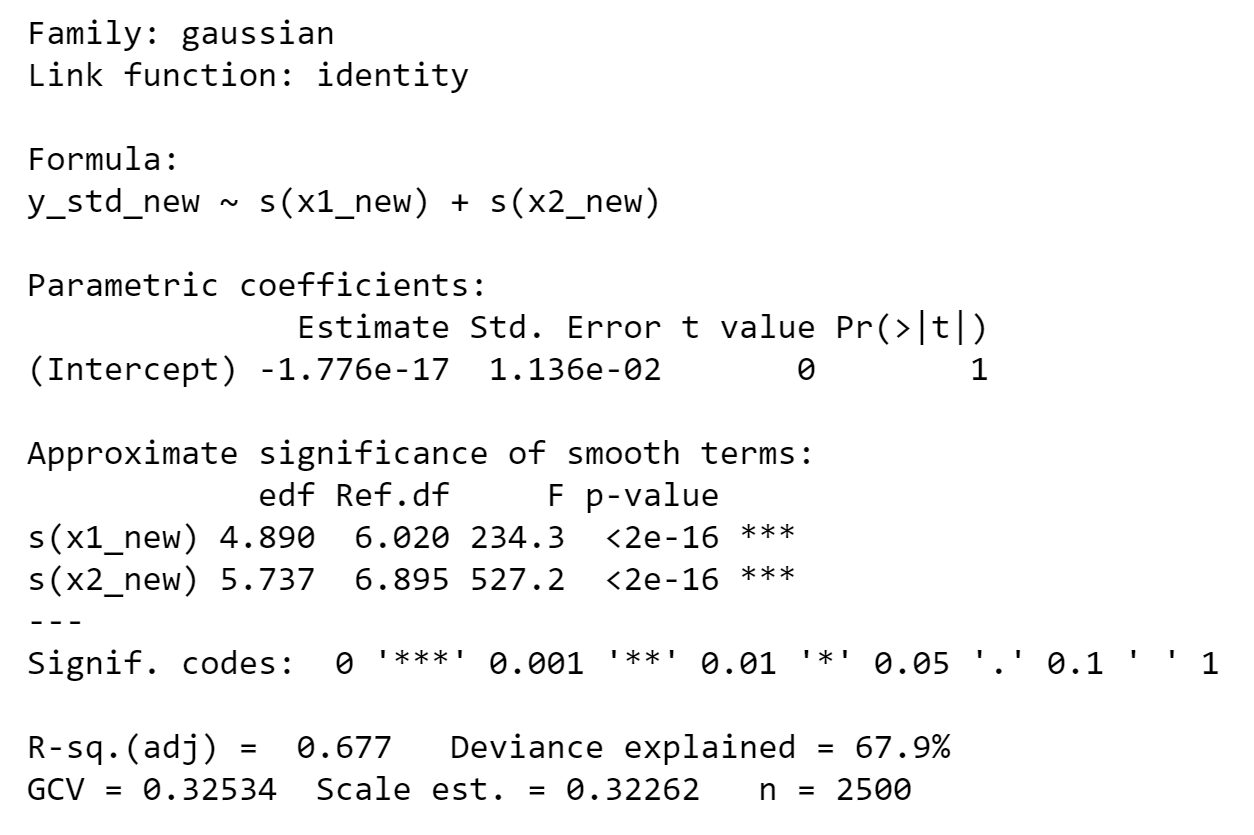 Family: gaussian
Link function: identity
Formula:
y_std_new ~ s(x1_new) + s(x2_new)
Parametric coefficients:
Estimate Std. Error t value Pr(>|t|)
(Intercept) -1.776e-17 1.136e-02 0 1
Approximate significance of smooth terms:
edf Ref.df F p-value
s(x1_new) 4.890 6.020 234.3 <2e-16 ***
s(x2_new) 5.737 6.895 527.2 <2e-16 ***
---
Signif. codes: 0 '***' 0.001 '**' 0.01 '*' 0.05 '.' 0.1 ' ' 1
R-sq.(adj) = 0.677 Deviance explained = 67.9%
GCV = 0.32534 Scale est. = 0.32262 n = 2500